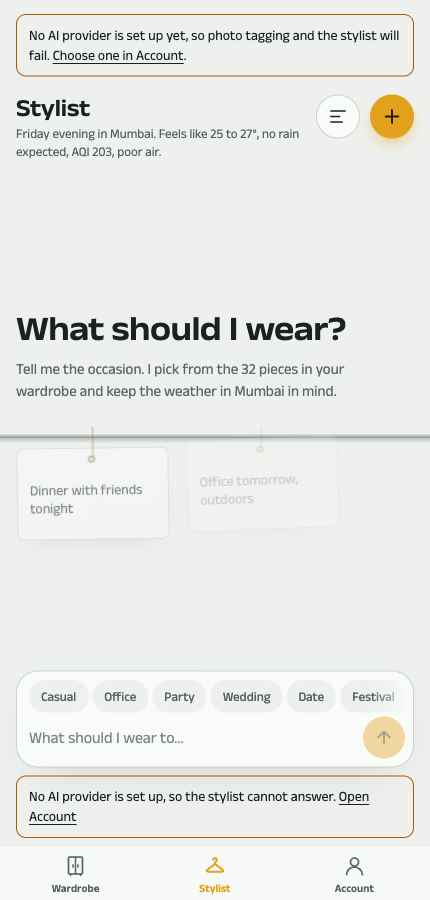 No AI provider is set up yet, so photo tagging and the stylist will
fail. Choose one in Account.
Stylist
Friday evening in Mumbai. Feels like 25 to 27°, no rain
expected, AQI 203, poor air.
What should I wear?
Tell me the occasion. I pick from the 32 pieces in your
wardrobe and keep the weather in Mumbai in mind.
Dinner with friends
tonight
Office tomorrow,
outdoors
Casual Office Party Wedding Date Festival
What should I wear to...
No AI provider is set up, so the stylist cannot answer. Open
Account
Wardrobe Stylist Account